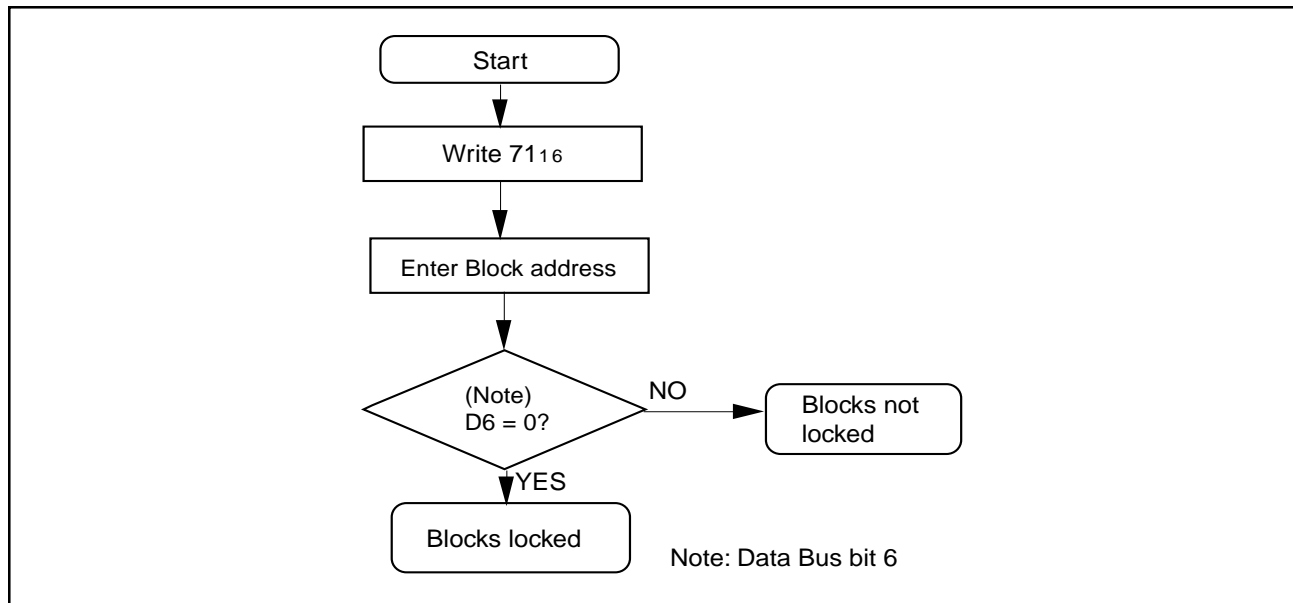 Start
Write 7116
Enter Block address
(Note)
D6 = 0?
NO
Blocks not
locked
YES
Blocks locked
Note: Data Bus bit 6